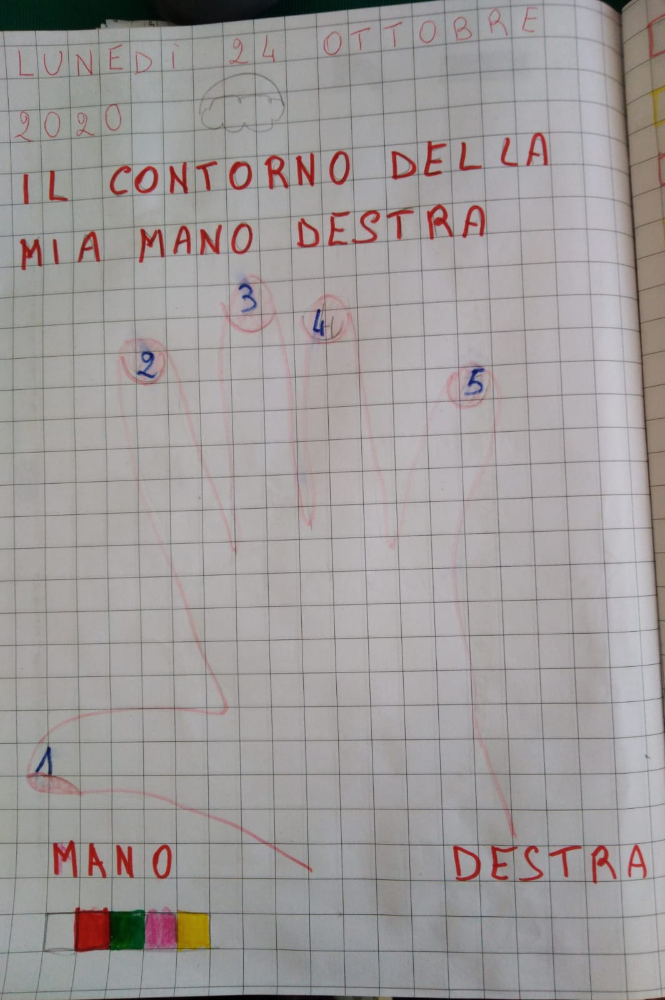 LUNEDì 24 OTTOBRE
2020
IL CONTORNO DELLA
MIA MANO DESTRA
3
4
2
5
1
MANO DESTRA